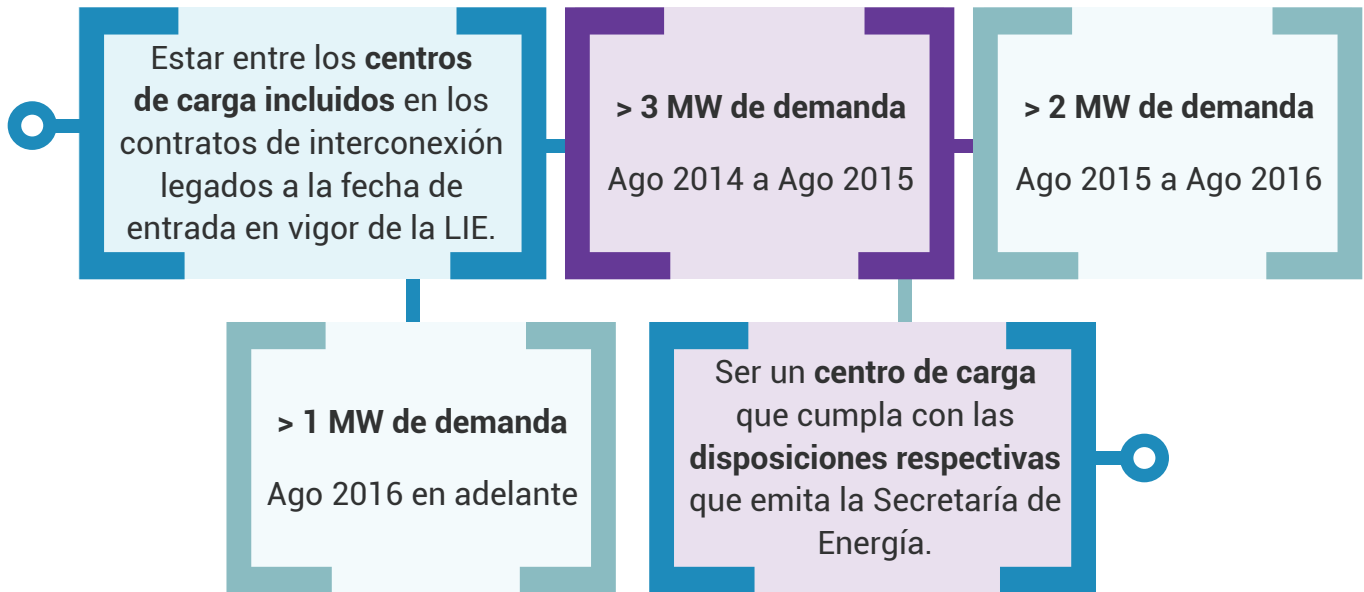 Estar entre los centros
de carga incluidos en los
contratos de interconexión
legados a la fecha de
entrada en vigor de la LIE.
> 3 MW de demanda
Ago 2014 a Ago 2015
> 2 MW de demanda
Ago 2015 a Ago 2016
> 1 MW de demanda
Ago 2016 en adelante
Ser un centro de carga
que cumpla con las
disposiciones respectivas
que emita la Secretaría de
Energía.